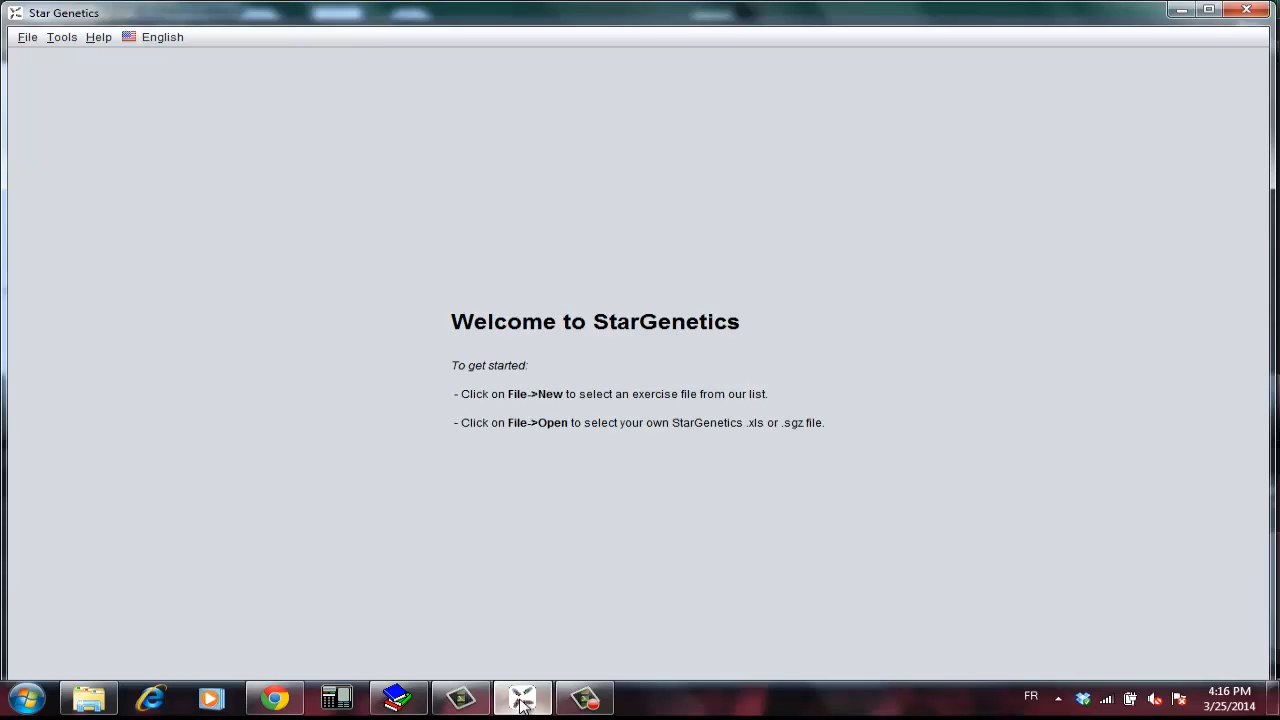 Star Genetics
File Tools Help English
Welcome to StarGenetics
To get started:
- Click on File->New to select an exercise file from our list.
- Click on File->Open to select your own StarGenetics .xls or .sgz file.
FR
4:16 PM
3/25/2014